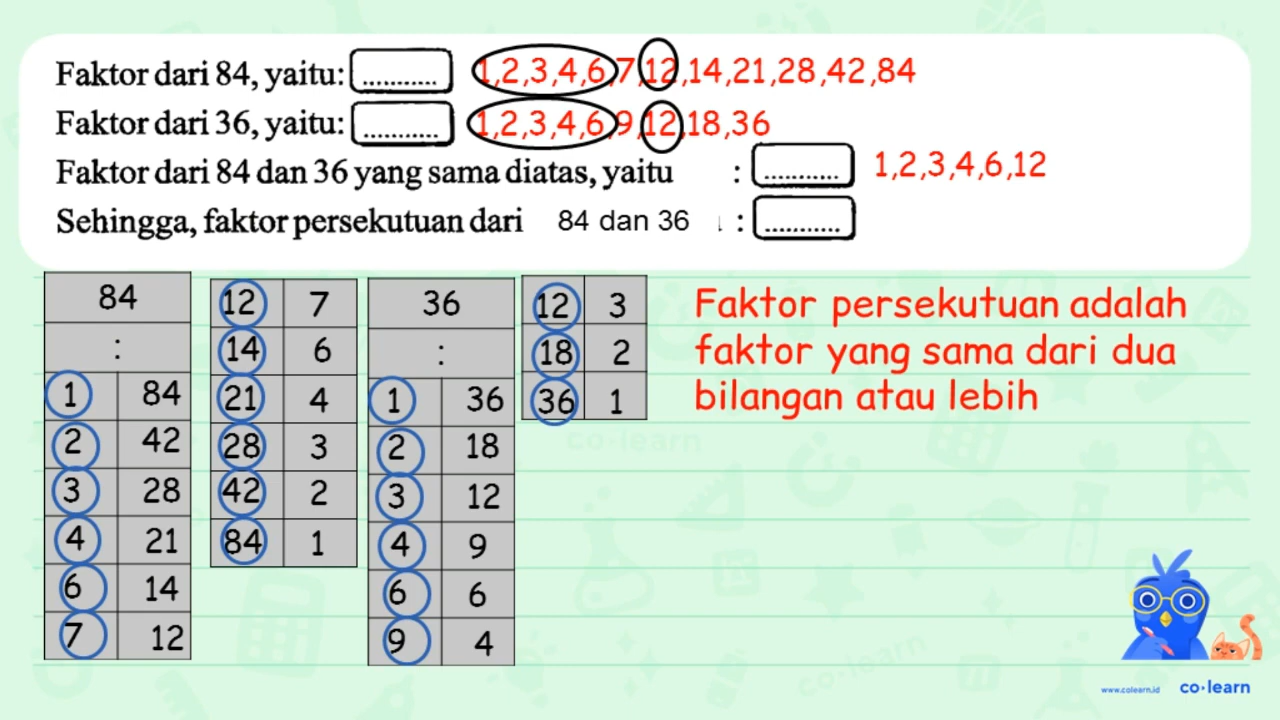 Faktor dari 84, yaitu: ........... 1,2,3,4,6,7,12,14,21,28,42,84
Faktor dari 36, yaitu: ........... 1,2,3,4,6,9,12,18,36
Faktor dari 84 dan 36 yang sama diatas, yaitu : ........... 1,2,3,4,6,12
Sehingga, faktor persekutuan dari 84 dan 36 : ...........
84
:
1 84
2 42
3 28
4 21
6 14
7 12
12 7
14 6
21 4
28 3
42 2
84 1
36
:
1 36
2 18
3 12
4 9
6 6
9 4
12 3
18 2
36 1
Faktor persekutuan adalah
faktor yang sama dari dua
bilangan atau lebih
co·learn
co·learn
www.colearn.id co·learn